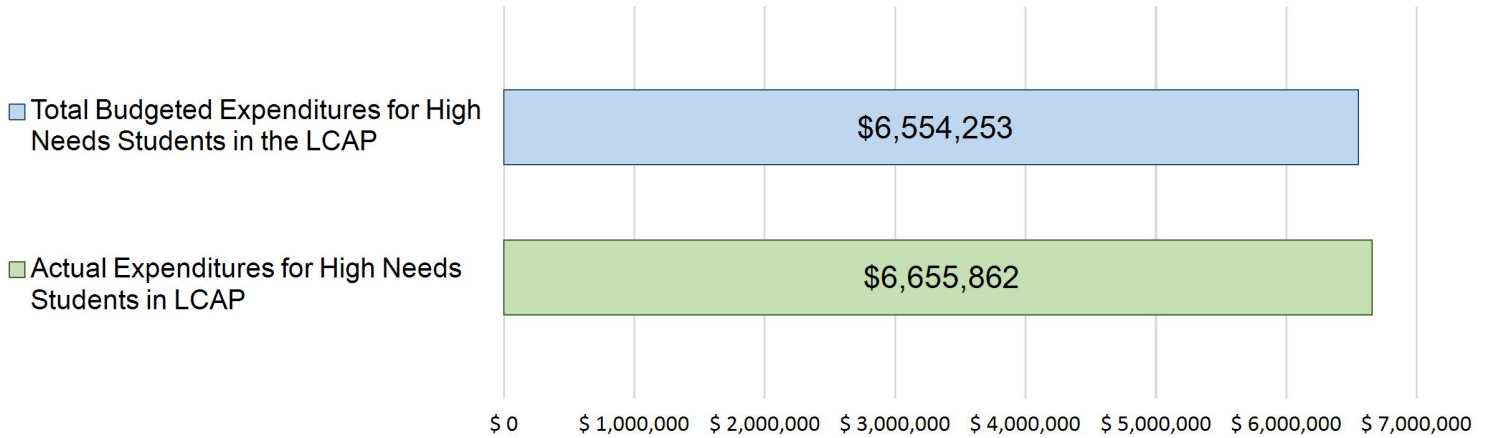 Total Budgeted Expenditures for High
Needs Students in the LCAP
$6,554,253
Actual Expenditures for High Needs
Students in LCAP
$6,655,862
$ 0 $ 1,000,000 $ 2,000,000 $ 3,000,000 $ 4,000,000 $ 5,000,000 $ 6,000,000 $ 7,000,000